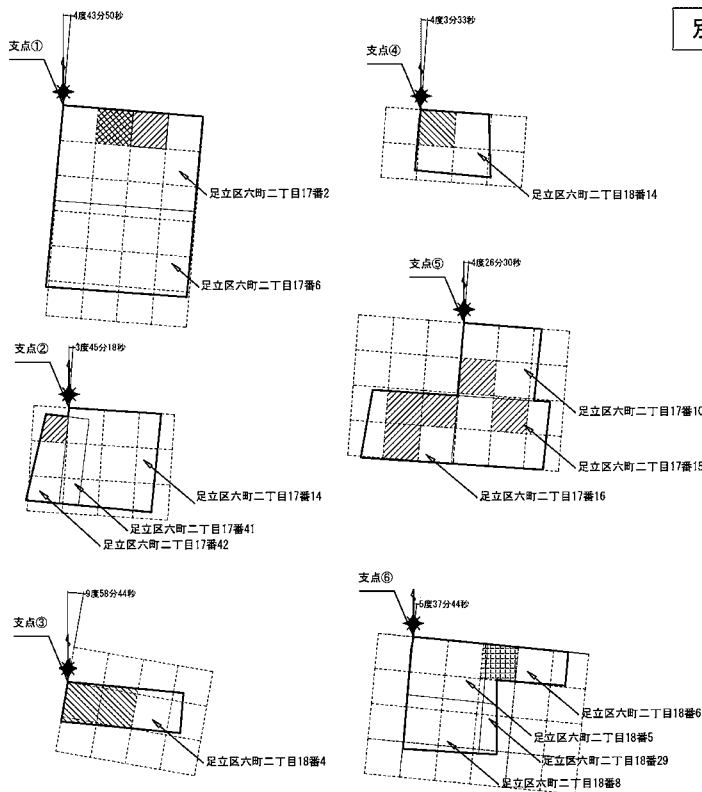 別
4度43分50秒
支点①
足立区六町二丁目17番2
足立区六町二丁目17番6
3度45分18秒
支点②
足立区六町二丁目17番14
足立区六町二丁目17番41
足立区六町二丁目17番42
9度58分44秒
支点③
足立区六町二丁目18番4
4度3分33秒
支点④
足立区六町二丁目18番14
支点⑤
4度26分30秒
足立区六町二丁目17番10
足立区六町二丁目17番15
足立区六町二丁目17番16
支点⑥
5度37分44秒
足立区六町二丁目18番6
足立区六町二丁目18番5
足立区六町二丁目18番29
足立区六町二丁目18番8